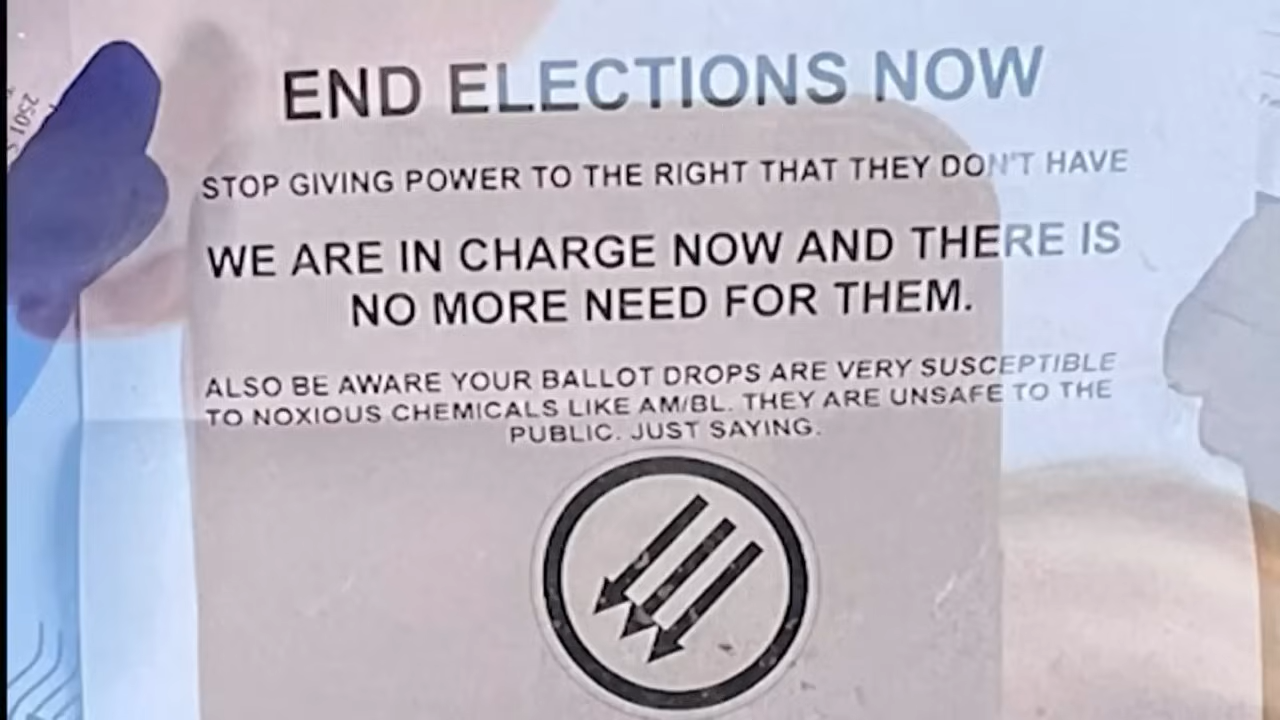 END ELECTIONS NOW
STOP GIVING POWER TO THE RIGHT THAT THEY DON'T HAVE
WE ARE IN CHARGE NOW AND THERE IS
NO MORE NEED FOR THEM.
ALSO BE AWARE YOUR BALLOT DROPS ARE VERY SUSCEPTIBLE
TO NOXIOUS CHEMICALS LIKE AM/BL. THEY ARE UNSAFE TO THE
PUBLIC. JUST SAYING.
2501